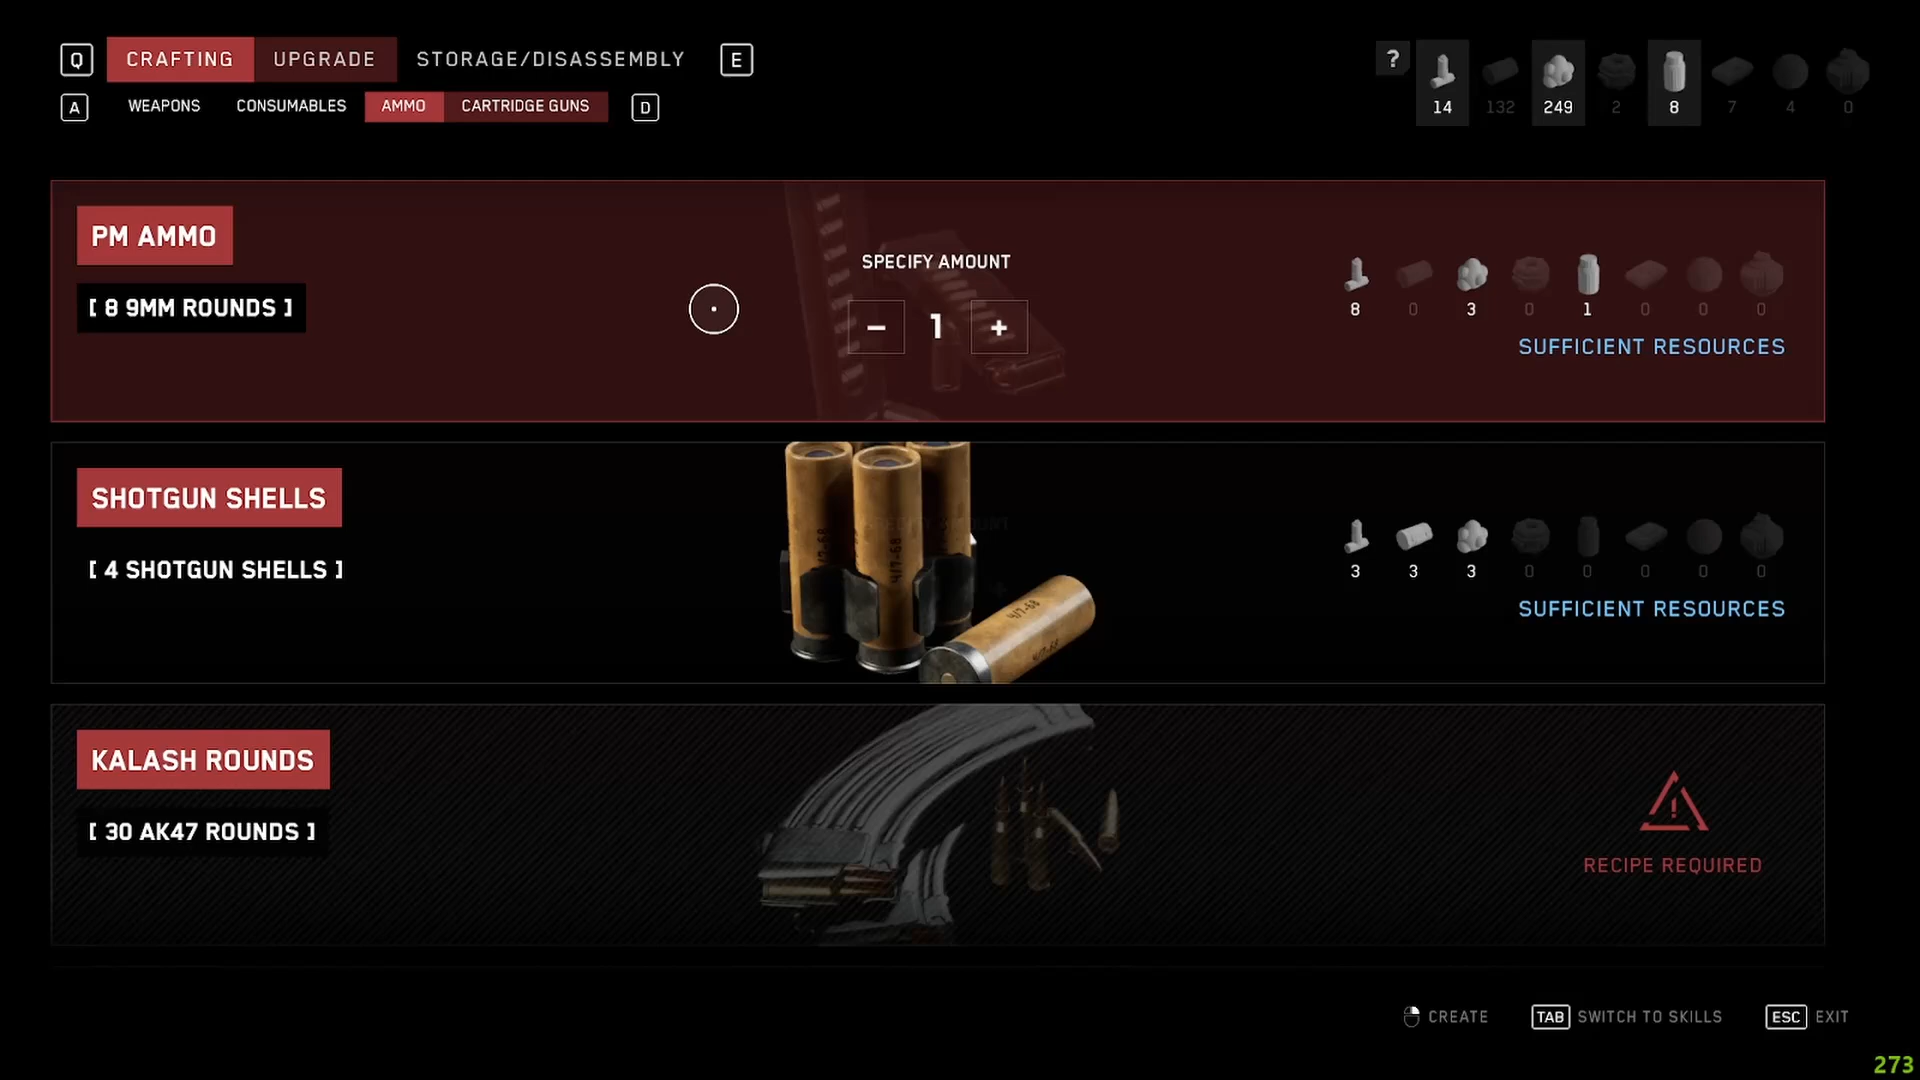 Q CRAFTING UPGRADE STORAGE/DISASSEMBLY E
A WEAPONS CONSUMABLES AMMO CARTRIDGE GUNS D
?
14 132 249 2 8 7 4 0
PM AMMO
[ 8 9MM ROUNDS ]
SPECIFY AMOUNT
− 1 +
8 0 3 0 1 0 0 0
SUFFICIENT RESOURCES
SHOTGUN SHELLS
[ 4 SHOTGUN SHELLS ]
3 3 3 0 0 0 0 0
SUFFICIENT RESOURCES
KALASH ROUNDS
[ 30 AK47 ROUNDS ]
RECIPE REQUIRED
CREATE TAB SWITCH TO SKILLS ESC EXIT
273